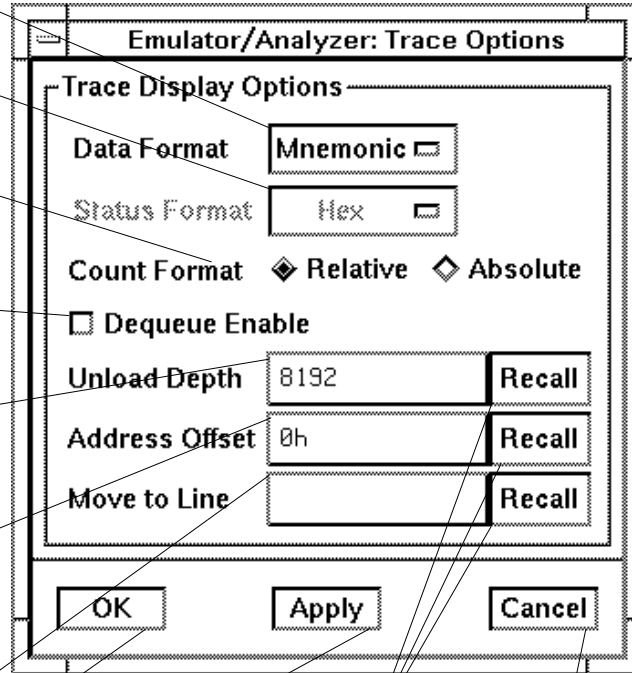 Emulator/Analyzer: Trace Options
Trace Display Options
Data Format Mnemonic
Status Format Hex
Count Format Relative Absolute
Dequeue Enable
Unload Depth 8192 Recall
Address Offset 0h Recall
Move to Line Recall
OK Apply Cancel